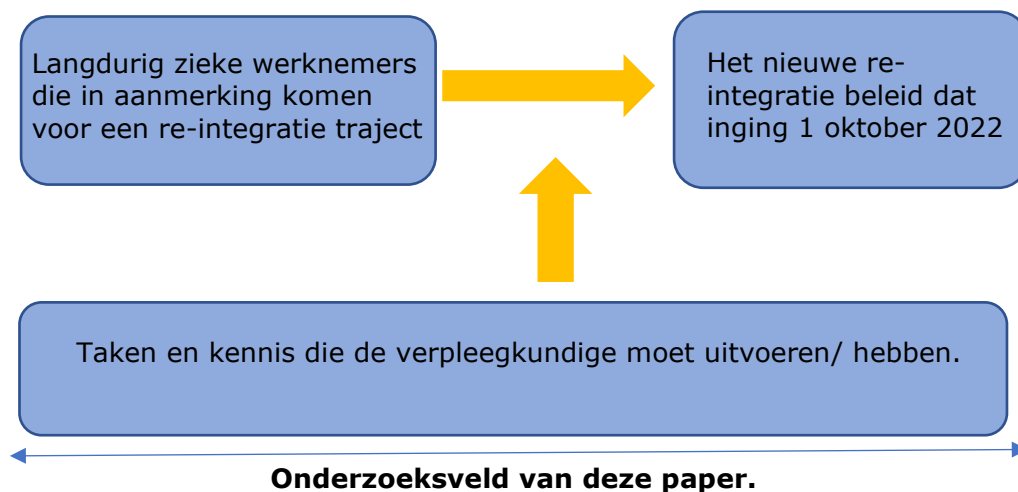 Langdurig zieke werknemers
die in aanmerking komen
voor een re-integratie traject
Het nieuwe re-
integratie beleid dat
inging 1 oktober 2022
Taken en kennis die de verpleegkundige moet uitvoeren/ hebben.
Onderzoeksveld van deze paper.